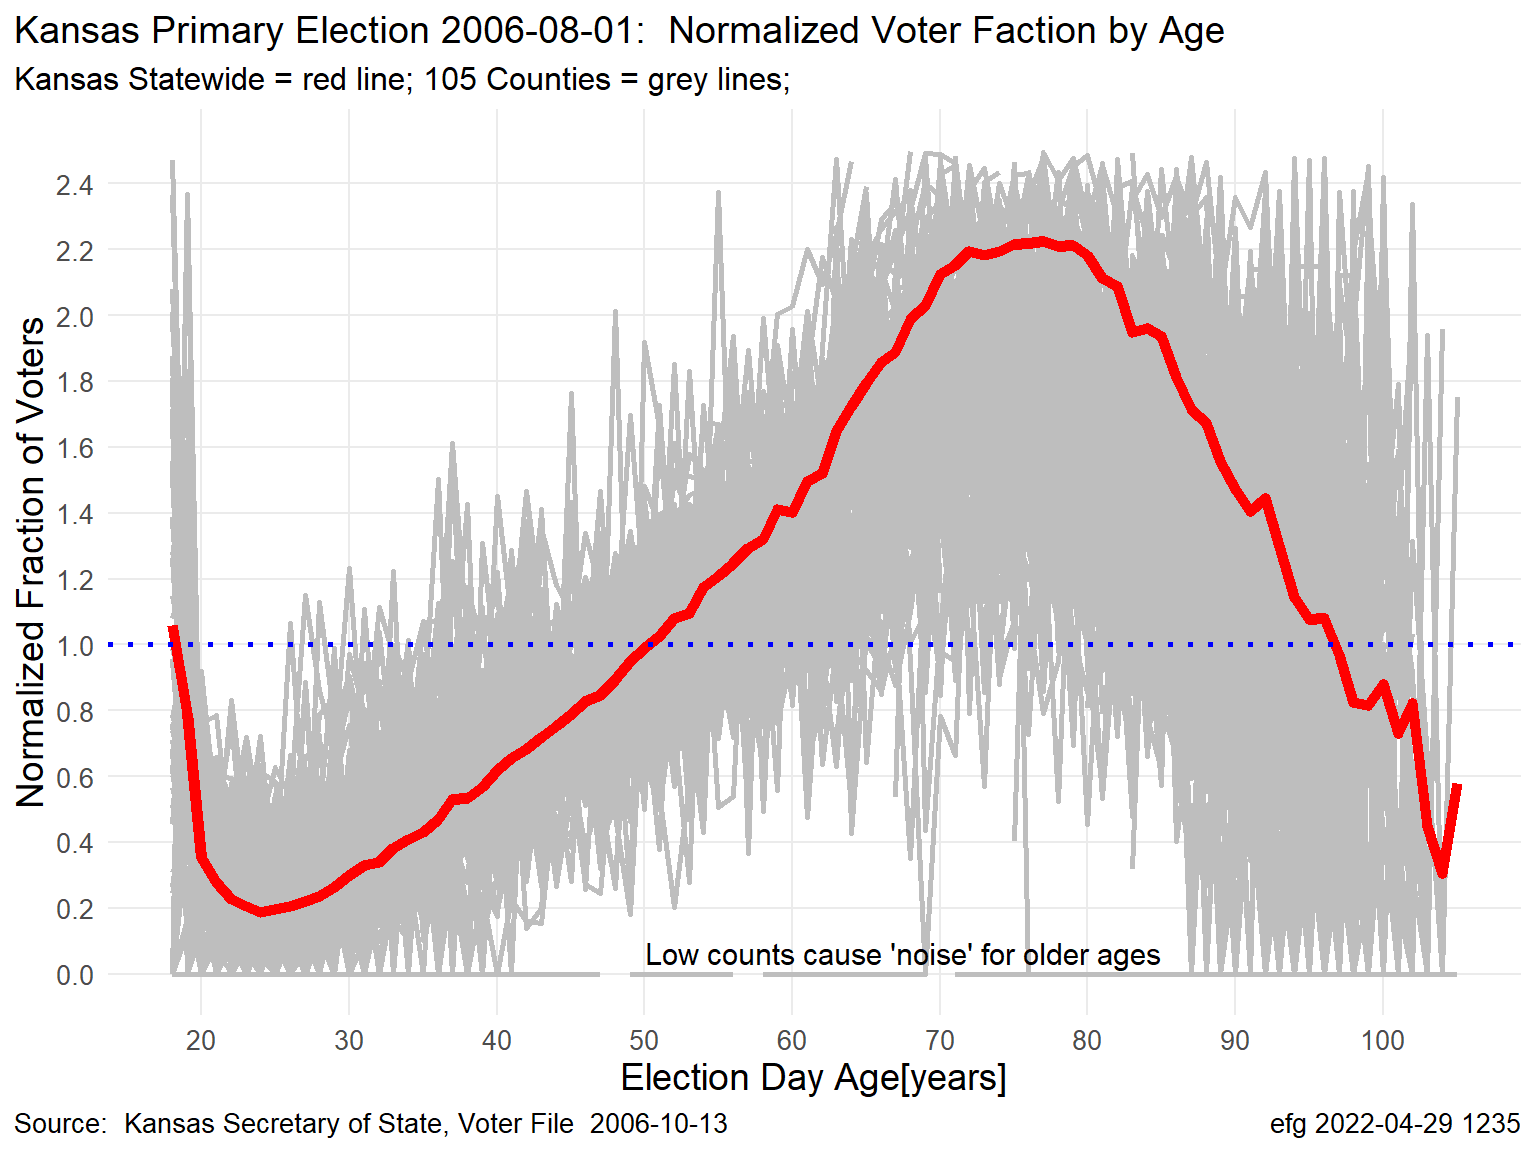 Kansas Primary Election 2006-08-01:  Normalized Voter Faction by Age
Kansas Statewide = red line; 105 Counties = grey lines;
Normalized Fraction of Voters
2.4
2.2
2.0
1.8
1.6
1.4
1.2
1.0
0.8
0.6
0.4
0.2
0.0
Low counts cause 'noise' for older ages
20 30 40 50 60 70 80 90 100
Election Day Age[years]
Source:  Kansas Secretary of State, Voter File  2006-10-13
efg 2022-04-29 1235